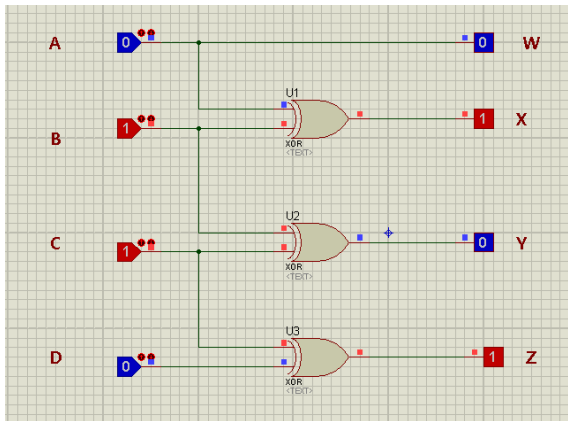 A 0 0 W
U1
B 1 1 X
XOR
<TEXT>
U2
C 1 0 Y
XOR
<TEXT>
U3
D 0 1 Z
XOR
<TEXT>